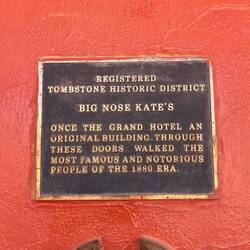 REGISTERED
TOMBSTONE HISTORIC DISTRICT
BIG NOSE KATE'S
ONCE THE GRAND HOTEL AN
ORIGINAL BUILDING. THROUGH
THESE DOORS WALKED THE
MOST FAMOUS AND NOTORIOUS
PEOPLE OF THE 1880 ERA.